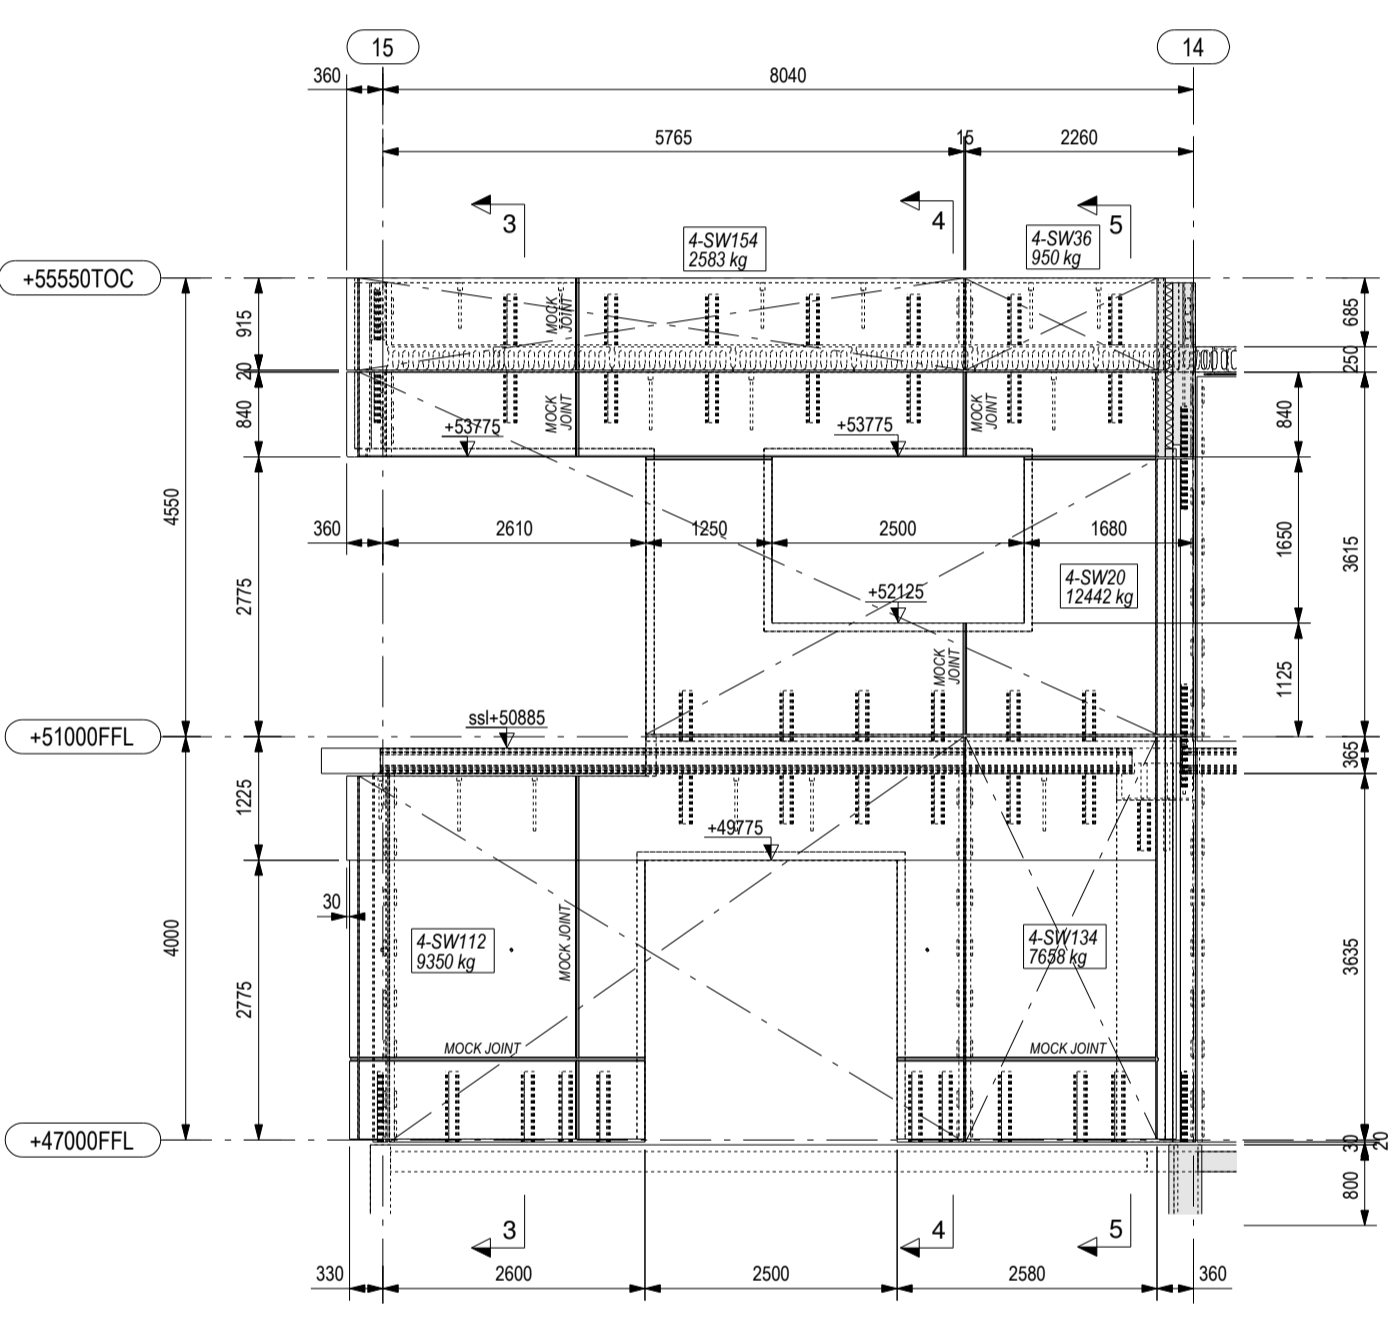 15
14
360
8040
5765
15
2260
3
4
5
4-SW154
2583 kg
4-SW36
950 kg
+55550TOC
915
20
840
4550
2775
MOCK
JOINT
MOCK
JOINT
MOCK
JOINT
685
250
840
+53775
+53775
360
2610
1250
2500
1680
1650
3615
4-SW20
12442 kg
+52125
MOCK
JOINT
1125
ssl+50885
+51000FFL
365
1225
+49775
30
4000
2775
4-SW112
9350 kg
MOCK JOINT
4-SW134
7658 kg
3635
MOCK JOINT
MOCK JOINT
+47000FFL
30
20
800
3
4
5
330
2600
2500
2580
360